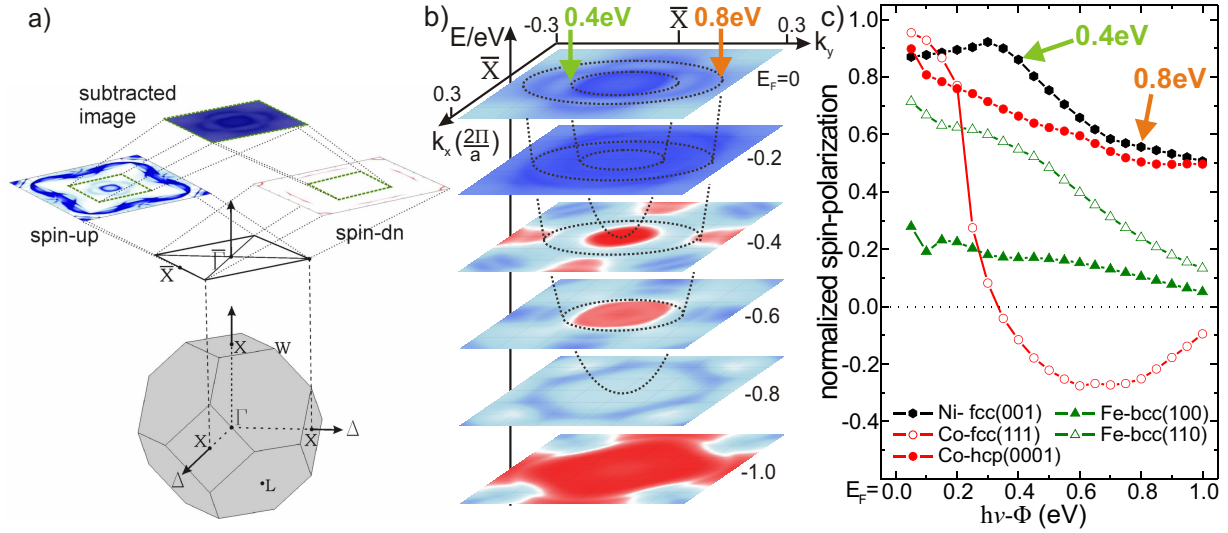 a)
subtracted
image
spin-up
spin-dn
Γ̅
X̅
X
W
Γ
X
Δ
X
Δ
L
b)
E/eV
X̅
-0.3
X̅
0.3
k_y
0.4eV
0.8eV
E_F=0
0.3
k_x(2Π/a)
-0.2
-0.4
-0.6
-0.8
-1.0
c)
normalized spin-polarization
1.0
0.8
0.6
0.4
0.2
0.0
-0.2
-0.4
0.4eV
0.8eV
Ni- fcc(001)
Co-fcc(111)
Co-hcp(0001)
Fe-bcc(100)
Fe-bcc(110)
E_F=
0.0 0.2 0.4 0.6 0.8 1.0
hν-Φ (eV)